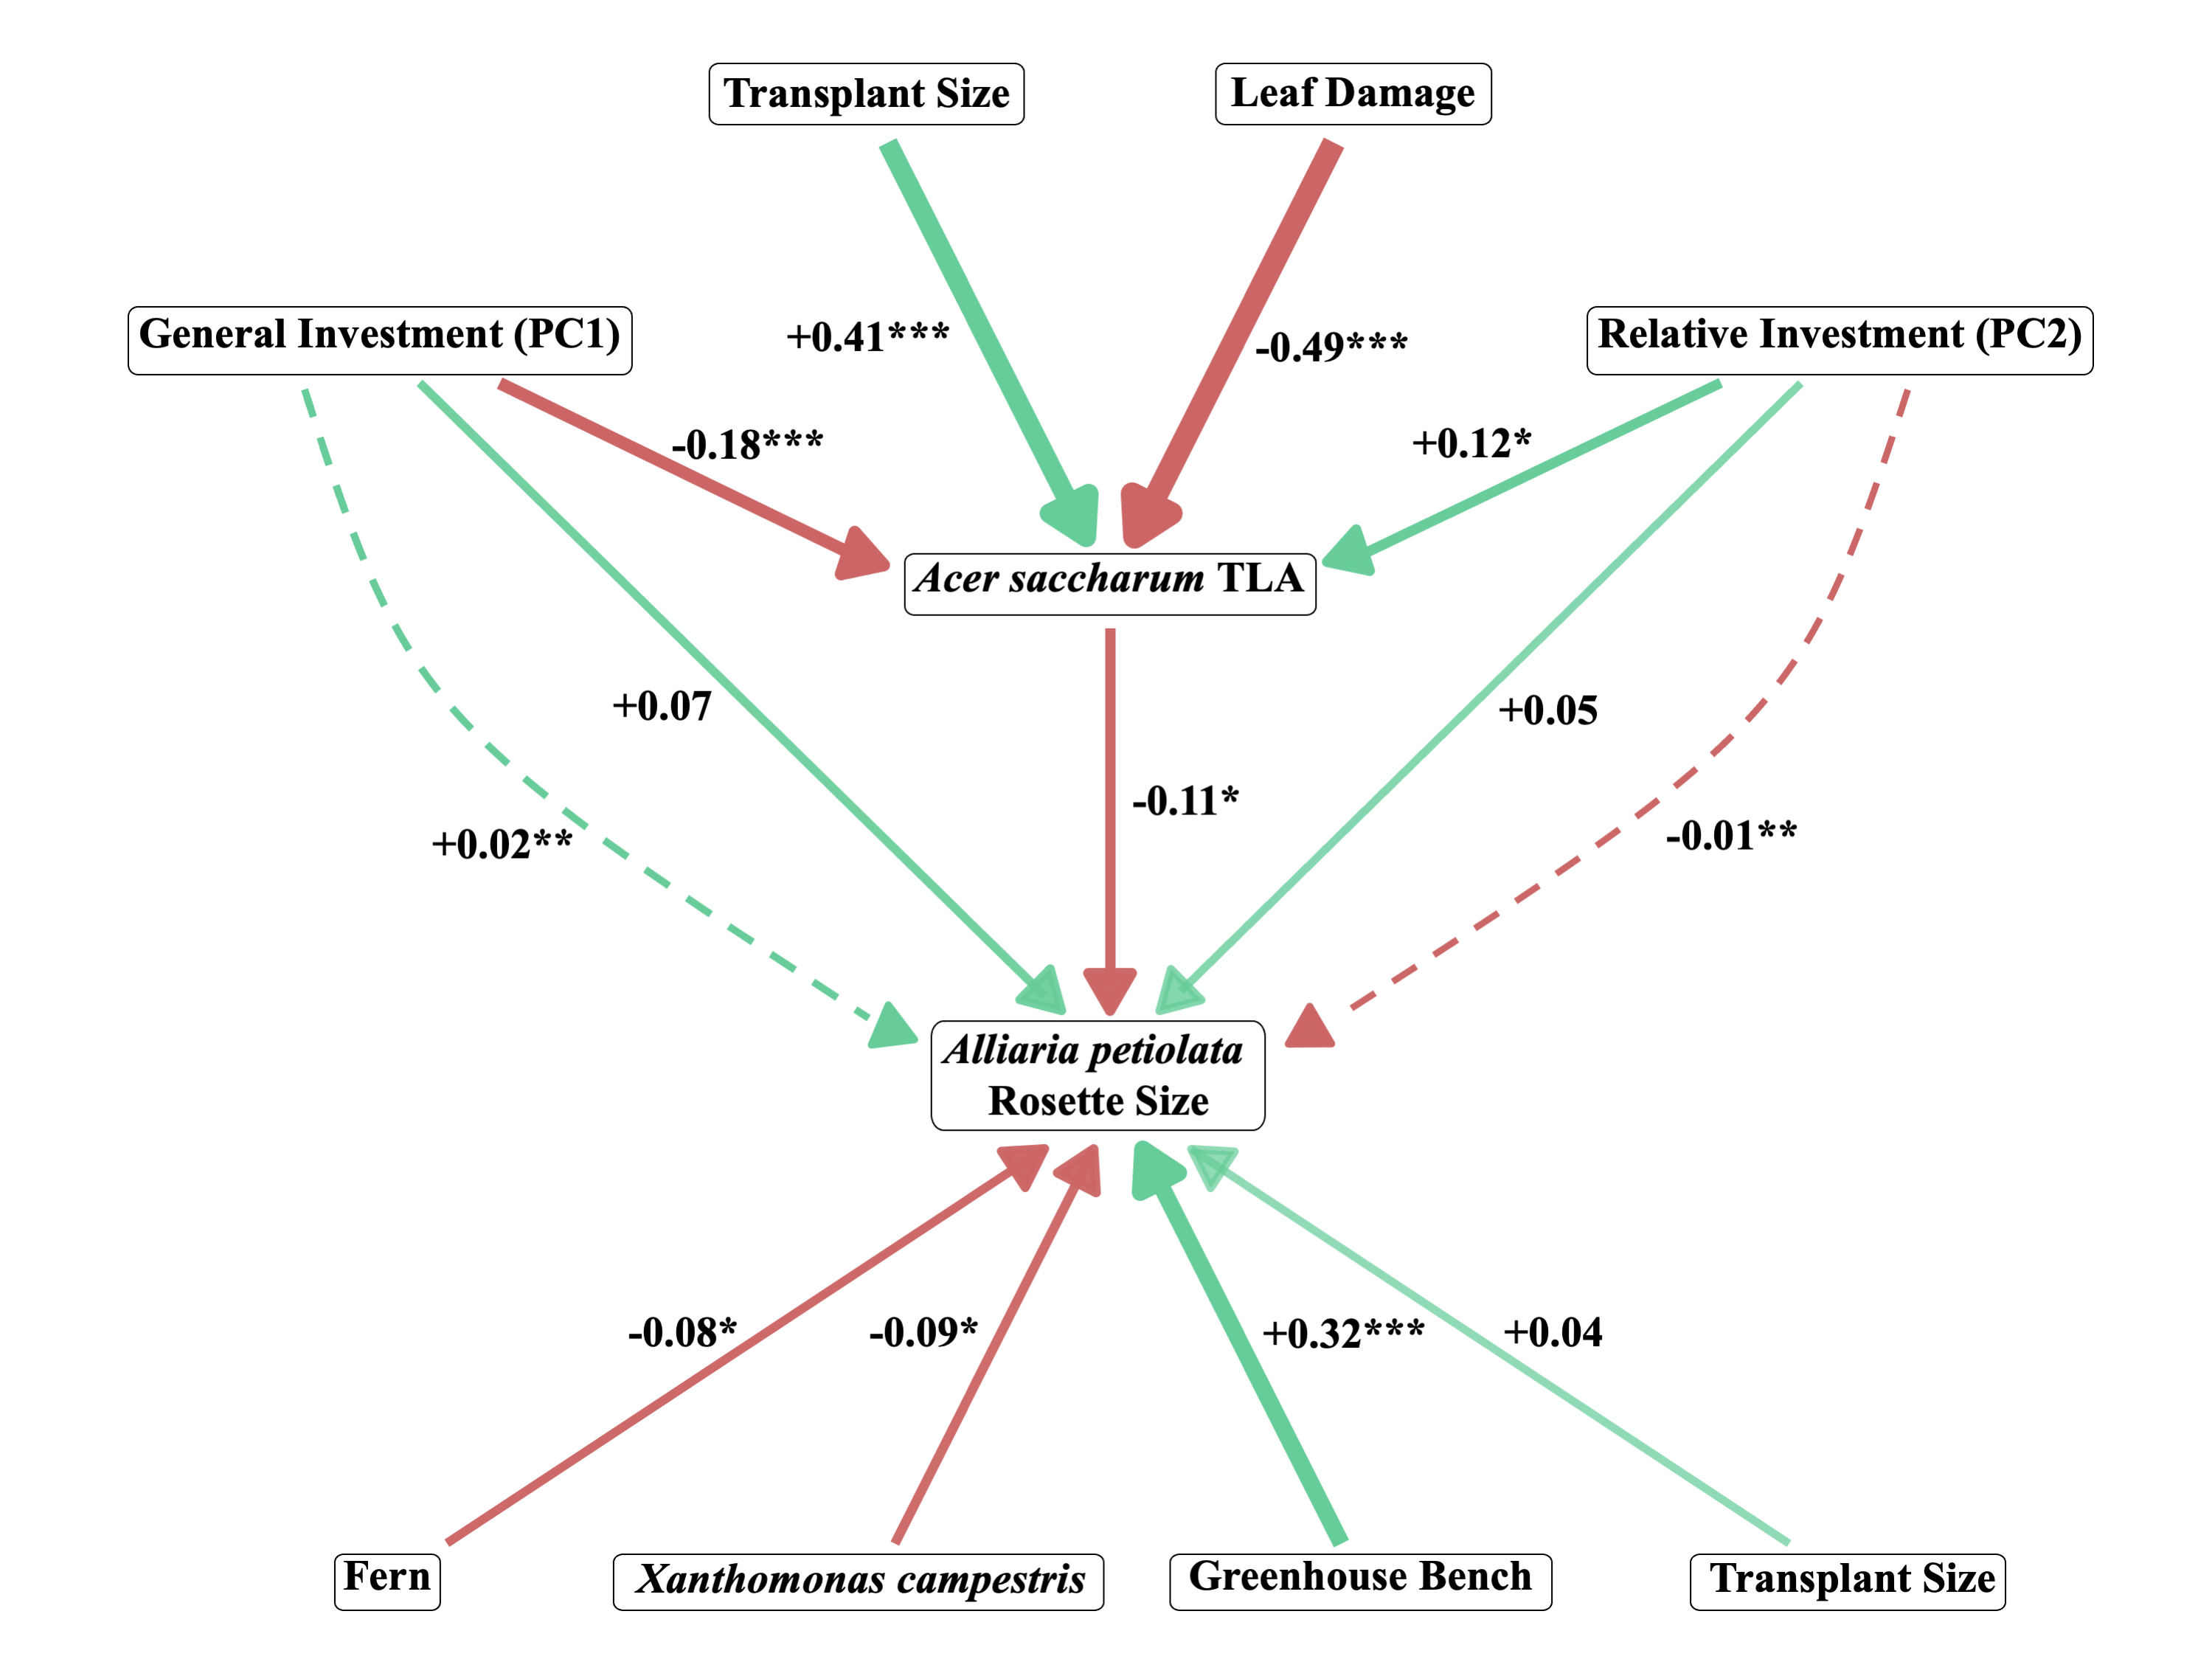 Transplant Size
Leaf Damage
General Investment (PC1)
Relative Investment (PC2)
+0.41***
-0.49***
-0.18***
+0.12*
Acer saccharum TLA
+0.07
+0.05
-0.11*
+0.02**
-0.01**
Alliaria petiolata
Rosette Size
-0.08*
-0.09*
+0.32***
+0.04
Fern
Xanthomonas campestris
Greenhouse Bench
Transplant Size